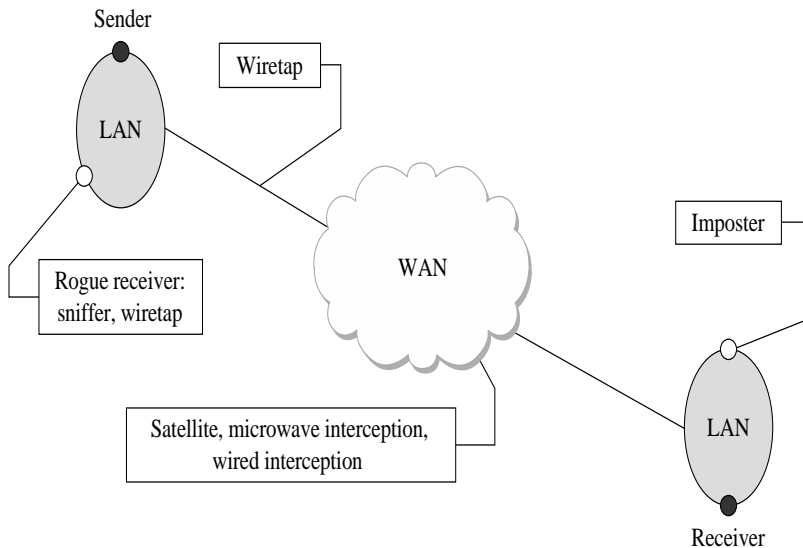 Sender
Wiretap
LAN
Imposter
WAN
Rogue receiver:
sniffer, wiretap
Satellite, microwave interception,
wired interception
LAN
Receiver